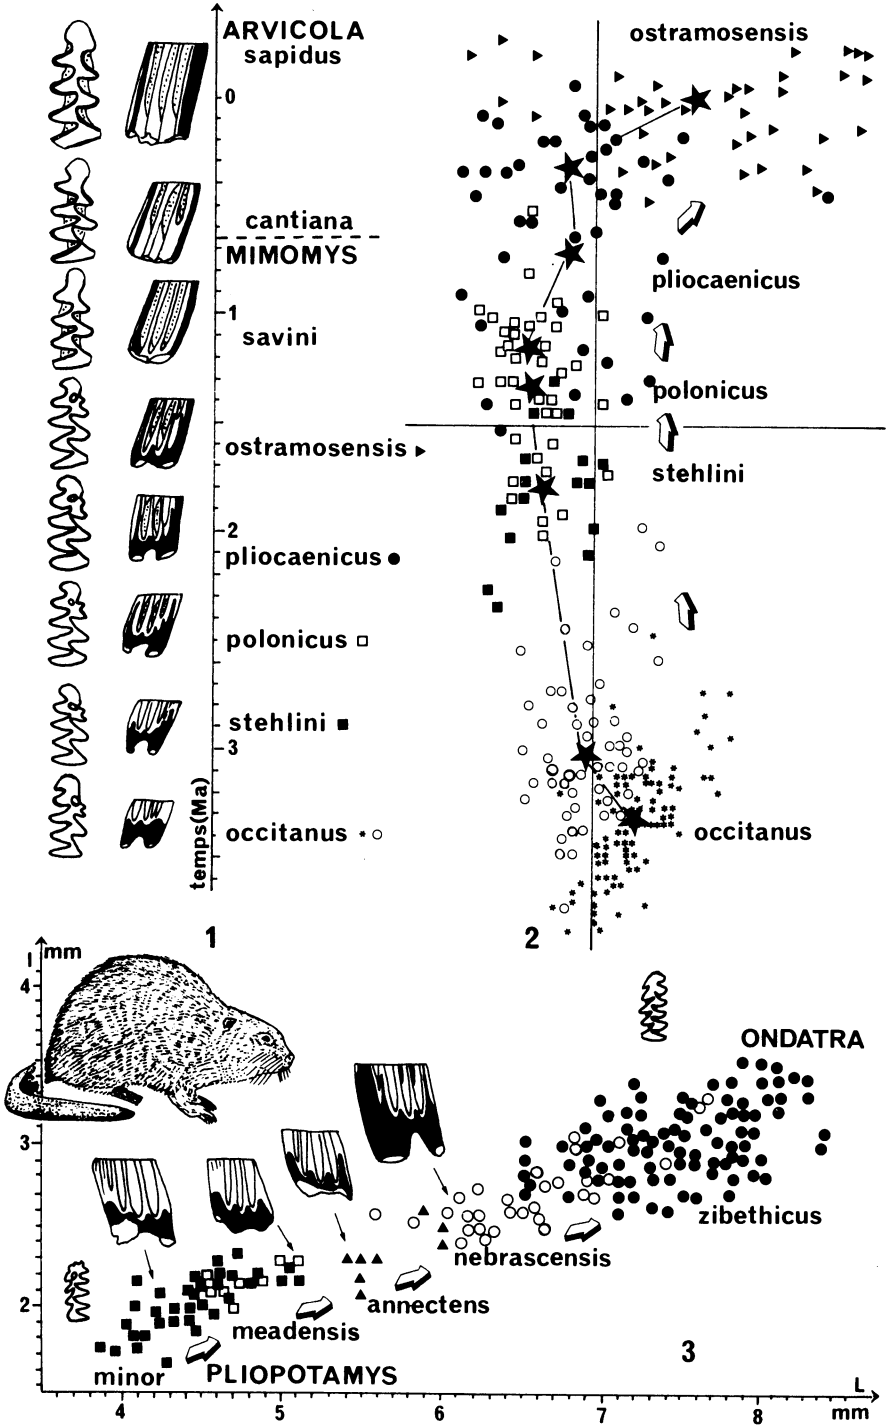 ARVICOLA
sapidus
0
cantiana
MIMOMYS
1
savini
ostramosensis
2
pliocaenicus
polonicus
stehlini
3
occitanus
temps(Ma)
1
ostramosensis
pliocaenicus
polonicus
stehlini
occitanus
2
l mm
4
3
2
ONDATRA
zibethicus
nebrascensis
annectens
meadensis
minor
PLIOPOTAMYS
3
L
4 5 6 7 8 mm